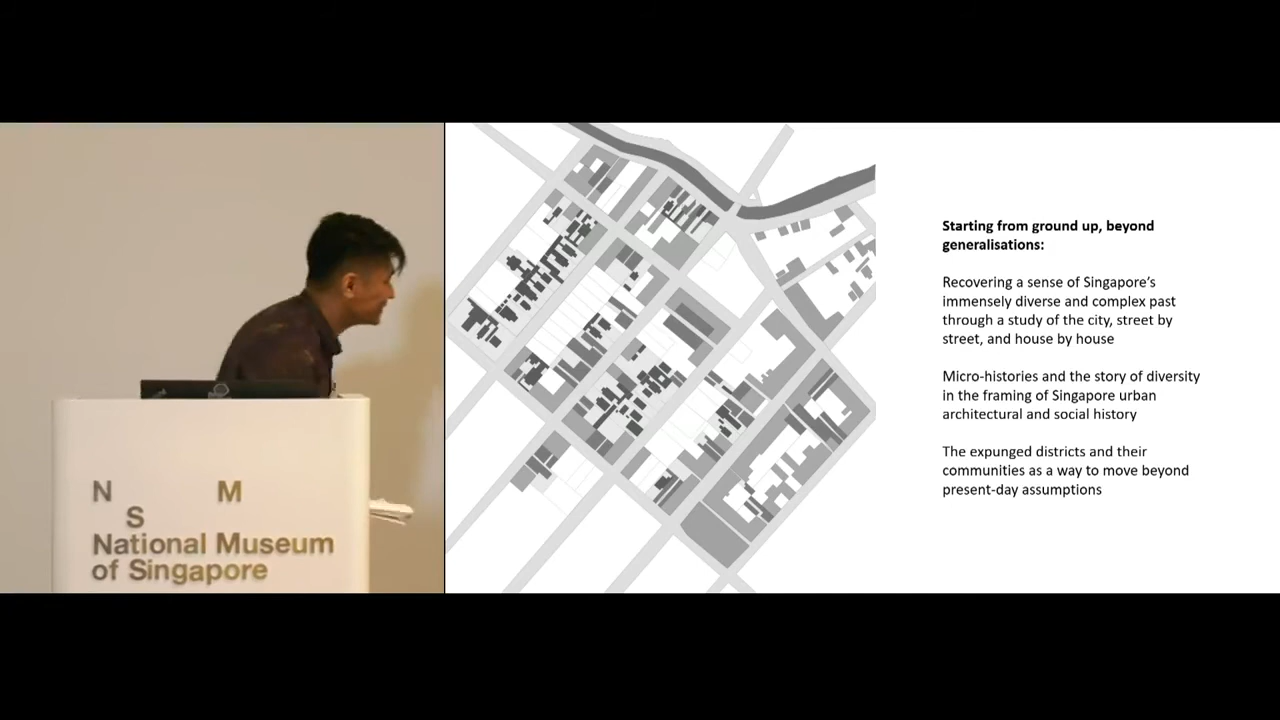 N M
S
National Museum
of Singapore
Starting from ground up, beyond
generalisations:
Recovering a sense of Singapore's
immensely diverse and complex past
through a study of the city, street by
street, and house by house
Micro-histories and the story of diversity
in the framing of Singapore urban
architectural and social history
The expunged districts and their
communities as a way to move beyond
present-day assumptions